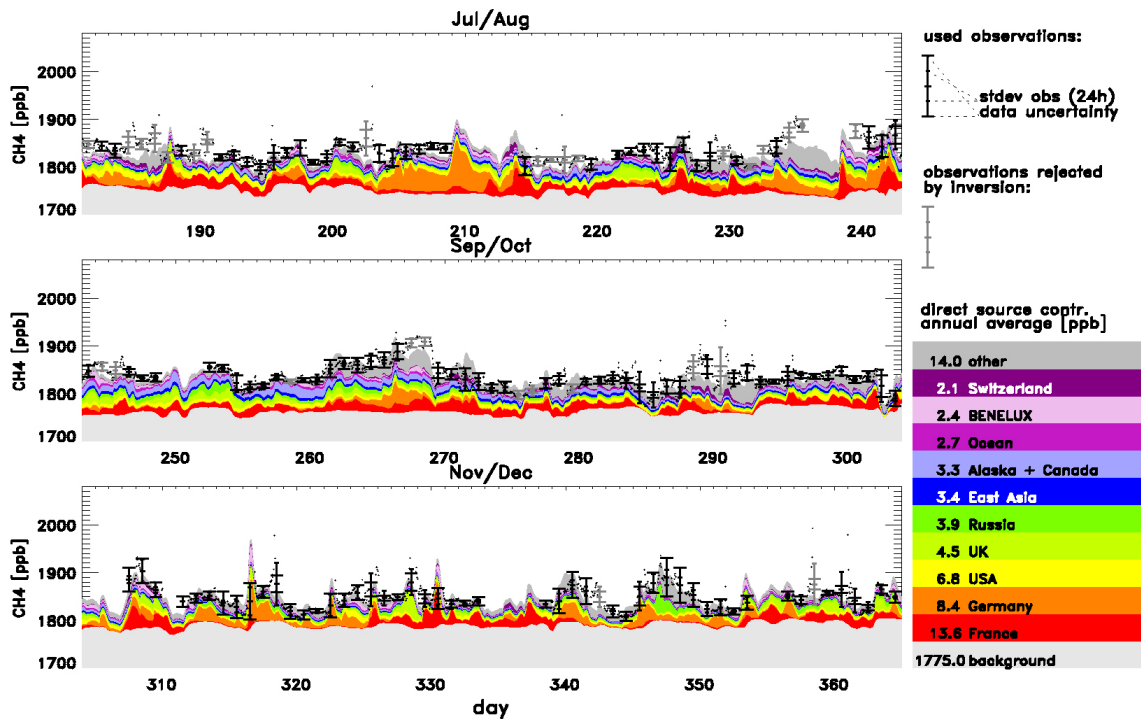 Jul/Aug
CH4 [ppb]
2000
1900
1800
1700
190 200 210 220 230 240
Sep/Oct
CH4 [ppb]
2000
1900
1800
1700
250 260 270 280 290 300
Nov/Dec
CH4 [ppb]
2000
1900
1800
1700
310 320 330 340 350 360
day
used observations:
stdev obs (24h)
data uncertainty
observations rejected
by inversion:
direct source contr.
annual average [ppb]
14.0 other
2.1 Switzerland
2.4 BENELUX
2.7 Ocean
3.3 Alaska + Canada
3.4 East Asia
3.9 Russia
4.5 UK
6.8 USA
8.4 Germany
13.6 France
1775.0 background